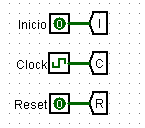 Inicio 0 I
Clock C
Reset 0 R